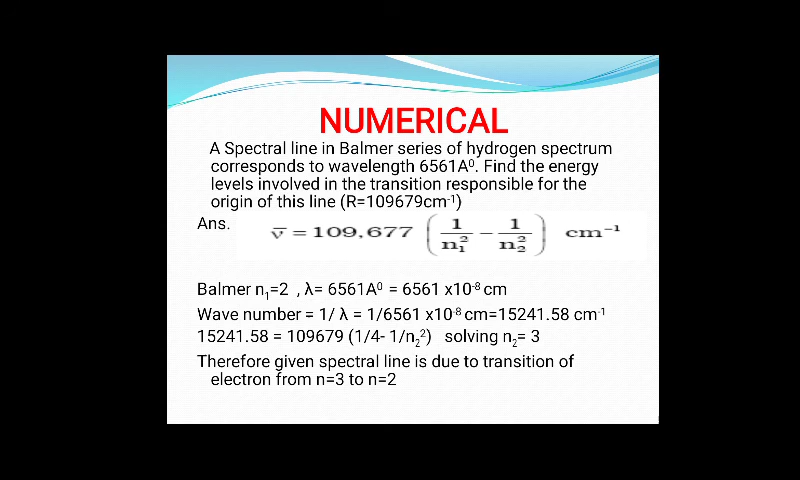 NUMERICAL
A Spectral line in Balmer series of hydrogen spectrum
corresponds to wavelength 6561A⁰. Find the energy
levels involved in the transition responsible for the
origin of this line (R=109679cm⁻¹)
Ans.
ν̅ = 109,677 (1/n₁² − 1/n₂²) cm⁻¹
Balmer n₁=2 , λ= 6561A⁰ = 6561 x10⁻⁸ cm
Wave number = 1/ λ = 1/6561 x10⁻⁸ cm=15241.58 cm⁻¹
15241.58 = 109679 (1/4- 1/n₂²) solving n₂= 3
Therefore given spectral line is due to transition of
electron from n=3 to n=2